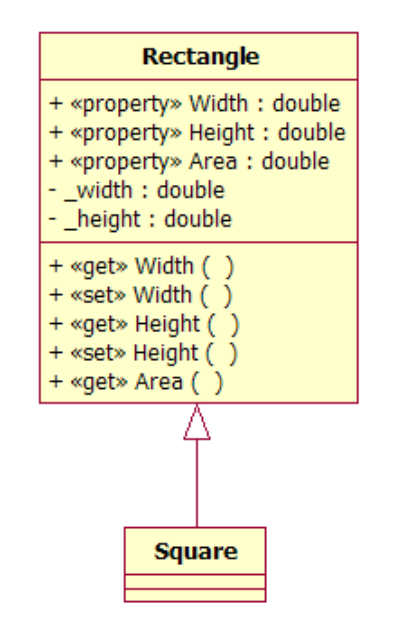 Rectangle
+ «property» Width : double
+ «property» Height : double
+ «property» Area : double
- _width : double
- _height : double
+ «get» Width ( )
+ «set» Width ( )
+ «get» Height ( )
+ «set» Height ( )
+ «get» Area ( )
Square